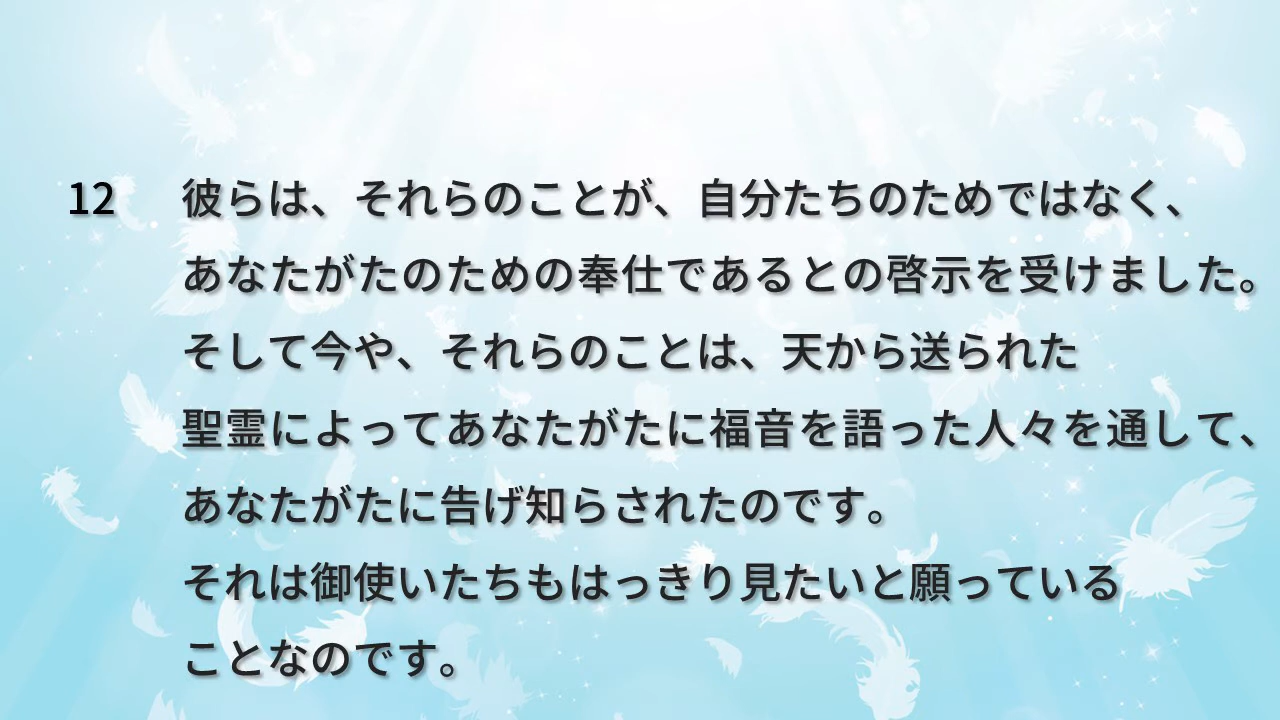 12 彼らは、それらのことが、自分たちのためではなく、
あなたがたのための奉仕であるとの啓示を受けました。
そして今や、それらのことは、天から送られた
聖霊によってあなたがたに福音を語った人々を通して、
あなたがたに告げ知らされたのです。
それは御使いたちもはっきり見たいと願っている
ことなのです。